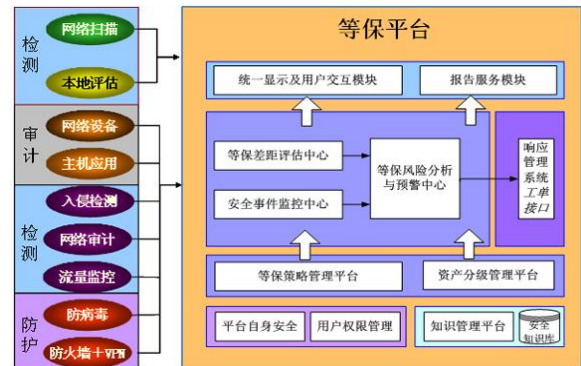 检测
网络扫描
本地评估
审计
网络设备
主机应用
检测
入侵检测
网络审计
流量监控
防护
防病毒
防火墙＋VPN
等保平台
统一显示及用户交互模块
报告服务模块
等保差距评估中心
安全事件监控中心
等保风险分析
与预警中心
响应
管理
系统
工单
接口
等保策略管理平台
资产分级管理平台
平台自身安全
用户权限管理
知识管理平台
安全
知识库